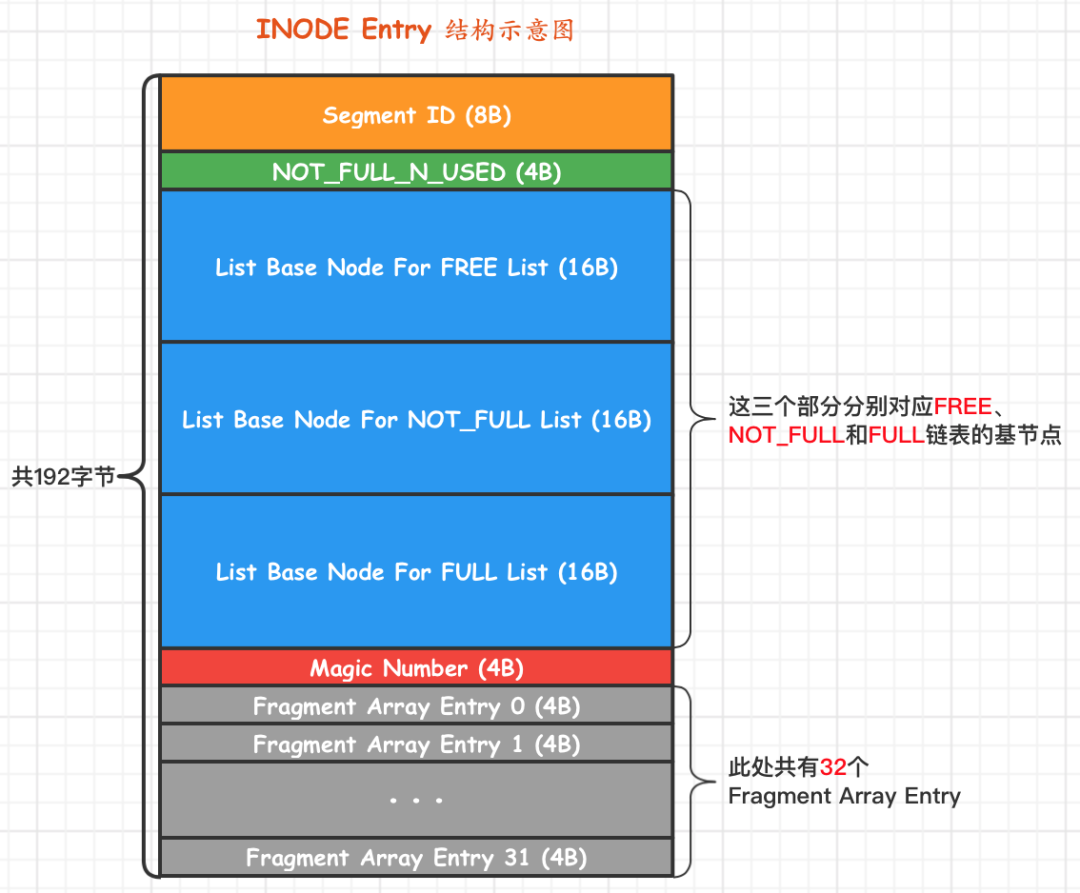 INODE Entry 结构示意图
Segment ID (8B)
NOT_FULL_N_USED (4B)
List Base Node For FREE List (16B)
List Base Node For NOT_FULL List (16B)
这三个部分分别对应FREE、
NOT_FULL和FULL链表的基节点
共192字节
List Base Node For FULL List (16B)
Magic Number (4B)
Fragment Array Entry 0 (4B)
Fragment Array Entry 1 (4B)
此处共有32个
Fragment Array Entry
. . .
Fragment Array Entry 31 (4B)